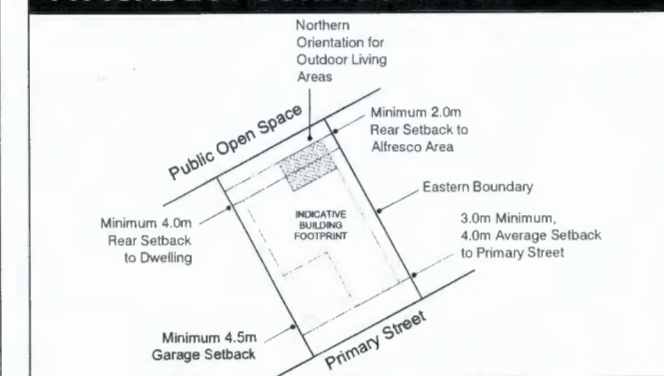 Northern
Orientation for
Outdoor Living
Areas
Public Open Space
Minimum 2.0m
Rear Setback to
Alfresco Area
Eastern Boundary
Minimum 4.0m
Rear Setback
to Dwelling
INDICATIVE
BUILDING
FOOTPRINT
3.0m Minimum,
4.0m Average Setback
to Primary Street
Minimum 4.5m
Garage Setback
Primary Street